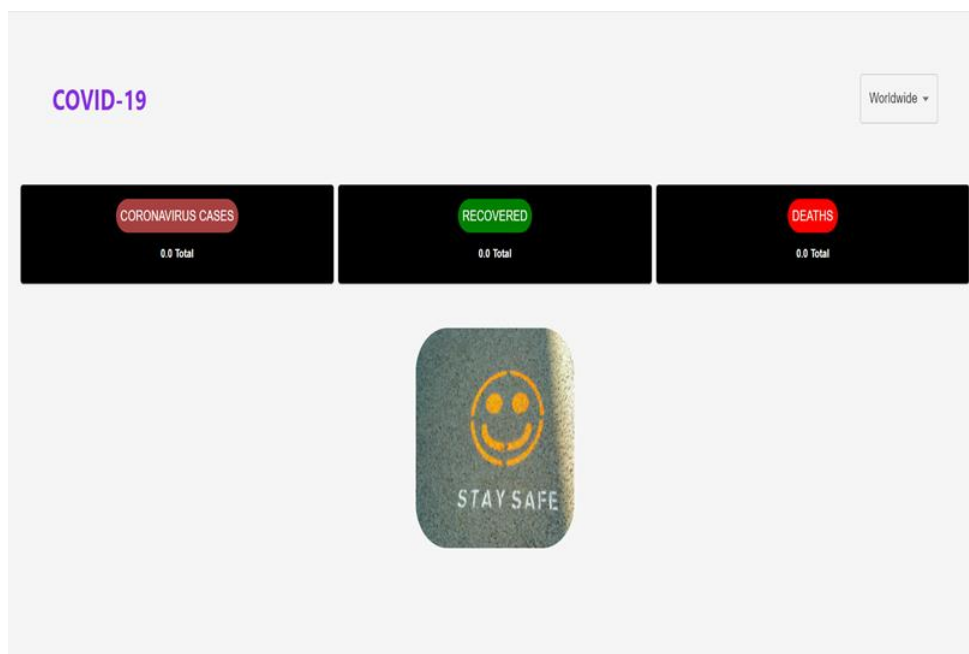 COVID-19
Worldwide
CORONAVIRUS CASES
0.0 Total
RECOVERED
0.0 Total
DEATHS
0.0 Total
STAY SAFE